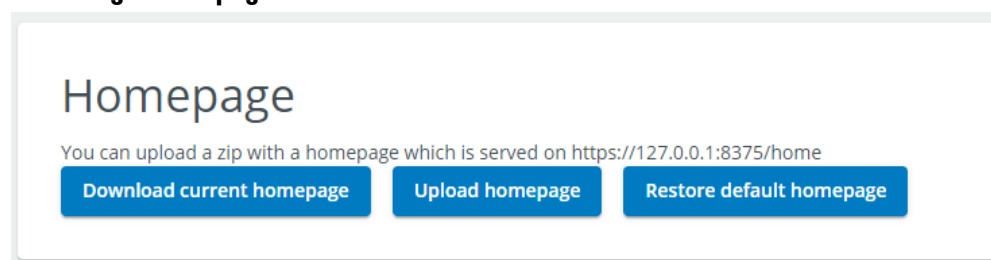 Homepage
You can upload a zip with a homepage which is served on https://127.0.0.1:8375/home
Download current homepage Upload homepage Restore default homepage